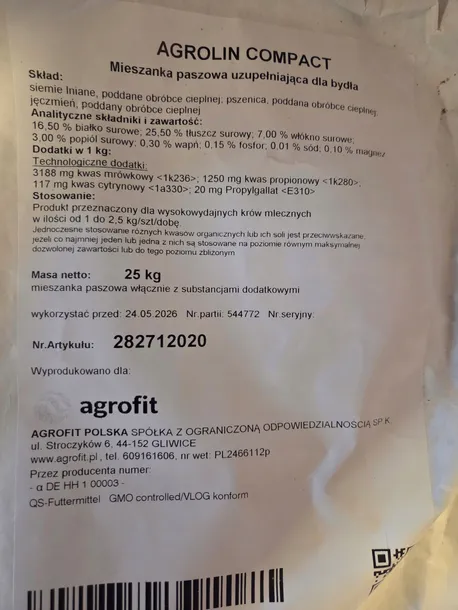 AGROLIN COMPACT
Mieszanka paszowa uzupełniająca dla bydła
Skład:
siemie lniane, poddane obróbce cieplnej; pszenica, poddana obróbce cieplnej;
jęczmień, poddany obróbce cieplnej
Analityczne składniki i zawartość:
16,50 % białko surowe; 25,50 % tłuszcz surowy; 7,00 % włókno surowe;
3,00 % popiół surowy; 0,30 % wapń; 0,15 % fosfor; 0,01 % sód; 0,10 % magnez
Dodatki w 1 kg:
Technologiczne dodatki:
3188 mg kwas mrówkowy <1k236>; 1250 mg kwas propionowy <1k280>;
117 mg kwas cytrynowy <1a330>; 20 mg Propylgallat <E310>
Stosowanie:
Produkt przeznaczony dla wysokowydajnych krów mlecznych
w ilości od 1 do 2,5 kg/szt/dobę.
Jednoczesne stosowanie różnych kwasów organicznych lub ich soli jest przeciwwskazane,
jeżeli co najmniej jeden lub jedna z nich są stosowane na poziomie równym maksymalnej
dozwolonej zawartości lub do tego poziomu zbliżonym
Masa netto: 25 kg
mieszanka paszowa włącznie z substancjami dodatkowymi
wykorzystać przed: 24.05.2026 Nr.partii: 544772 Nr.seryjny:
Nr.Artykułu: 282712020
Wyprodukowano dla:
agrofit
AGROFIT POLSKA SPÓŁKA Z OGRANICZONĄ ODPOWIEDZIALNOŚCIĄ SP.K.
ul. Stroczyków 6, 44-152 GLIWICE
www.agrofit.pl, tel. 609161606, nr wet: PL2466112p
Przez producenta numer:
- α DE HH 1 00003 -
QS-Futtermittel GMO controlled/VLOG konform